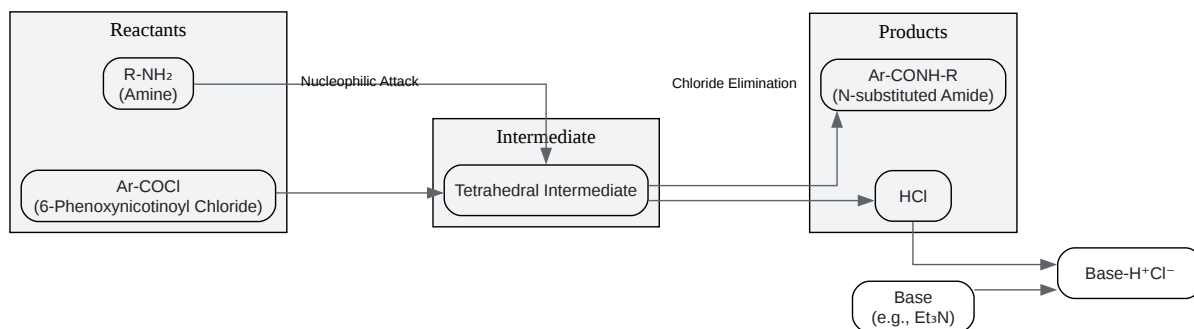 Reactants
R-NH₂
(Amine)
Ar-COCl
(6-Phenoxynicotinoyl Chloride)
Nucleophilic Attack
Intermediate
Tetrahedral Intermediate
Chloride Elimination
Products
Ar-CONH-R
(N-substituted Amide)
HCl
Base
(e.g., Et₃N)
Base-H⁺Cl⁻